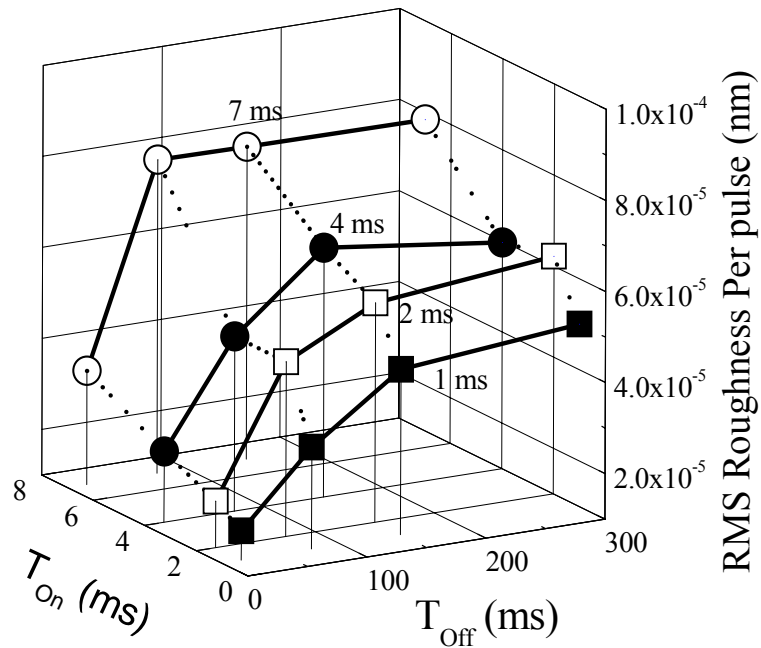 7 ms
4 ms
2 ms
1 ms
1.0x10⁻⁴
8.0x10⁻⁵
6.0x10⁻⁵
4.0x10⁻⁵
2.0x10⁻⁵
RMS Roughness Per pulse (nm)
8
6
4
2
0
T_On (ms)
0
100
200
300
T_Off (ms)